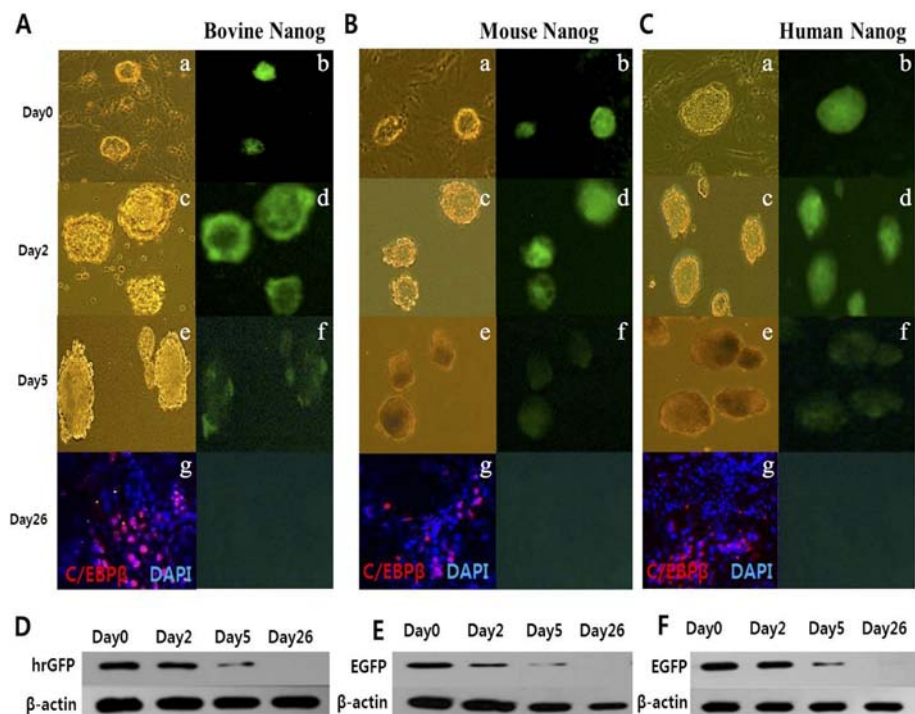 A Bovine Nanog B Mouse Nanog C Human Nanog
a b a b a b
Day0
c d c d c d
Day2
e f e f e f
Day5
g g g
Day26
C/EBPβ DAPI C/EBPβ DAPI C/EBPβ DAPI
D Day0 Day2 Day5 Day26 E Day0 Day2 Day5 Day26 F Day0 Day2 Day5 Day26
hrGFP EGFP EGFP
β-actin β-actin β-actin